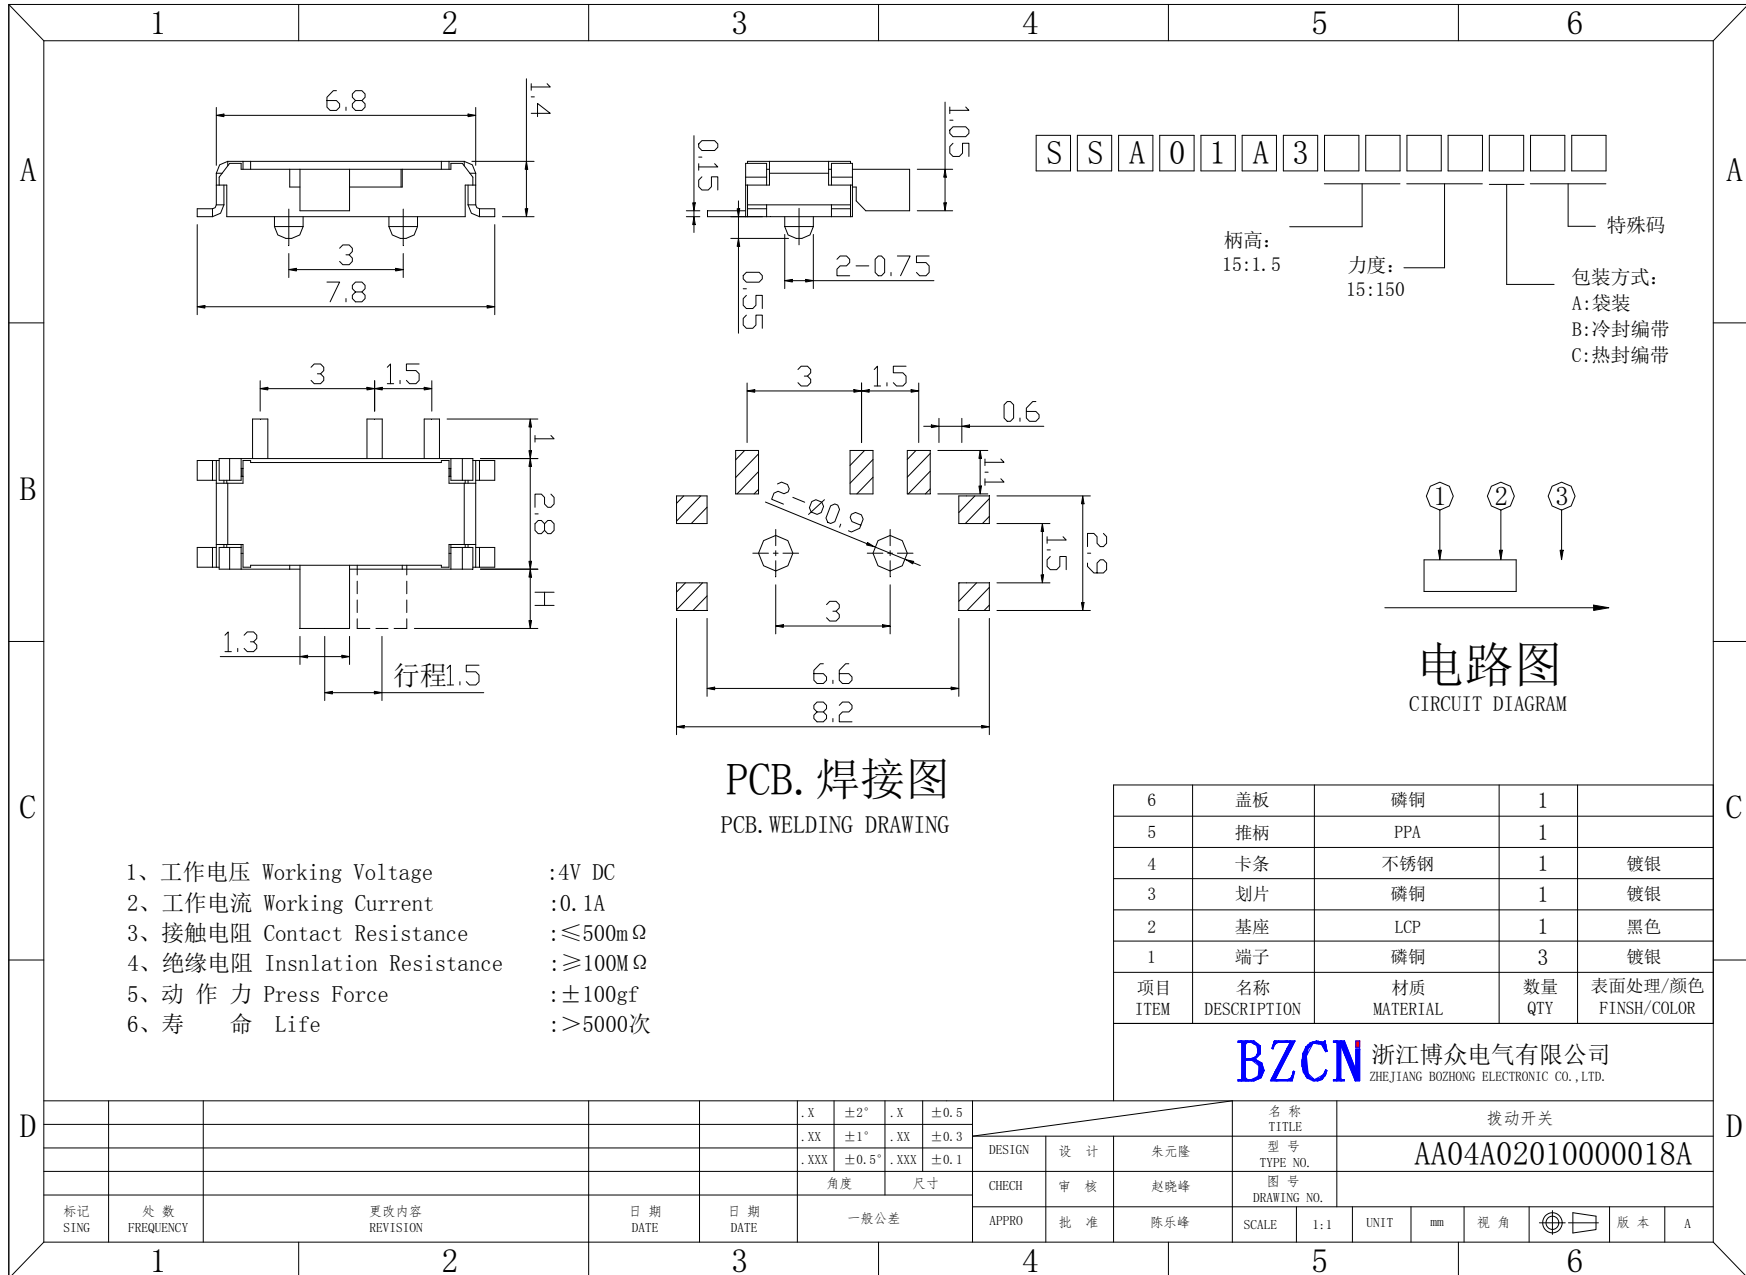 1 2 3 4 5 6
A A
B
C C
D D
6.8
1.4
3
7.8
0.15
1.05
2-0.75
0.55
S S A 0 1 A 3
柄高:
15:1.5
力度:
15:150
特殊码
包装方式:
A:袋装
B:冷封编带
C:热封编带
3 1.5
1
2.8
H
1.3
行程1.5
3 1.5
0.6
1.1
2-ø0.9
1.5
2.9
3
6.6
8.2
PCB.焊接图
PCB.WELDING DRAWING
1 2 3
电路图
CIRCUIT DIAGRAM
1、工作电压 Working Voltage :4V DC
2、工作电流 Working Current :0.1A
3、接触电阻 Contact Resistance :≤500mΩ
4、绝缘电阻 Insnlation Resistance :≥100MΩ
5、动 作 力 Press Force :±100gf
6、寿 命 Life :>5000次
6 盖板 磷铜 1
5 推柄 PPA 1
4 卡条 不锈钢 1 镀银
3 划片 磷铜 1 镀银
2 基座 LCP 1 黑色
1 端子 磷铜 3 镀银
项目 名称 材质 数量 表面处理/颜色
ITEM DESCRIPTION MATERIAL QTY FINSH/COLOR
BZCN 浙江博众电气有限公司
ZHEJIANG BOZHONG ELECTRONIC CO.,LTD.
.X ±2° .X ±0.5
.XX ±1° .XX ±0.3
.XXX ±0.5° .XXX ±0.1
角度 尺寸
一般公差
标记 处 数 更改内容 日 期 日 期
SING FREQUENCY REVISION DATE DATE
DESIGN 设 计 朱元隆
CHECH 审 核 赵晓峰
APPRO 批 准 陈乐峰
名 称
TITLE
拨动开关
型 号
TYPE NO.
AA04A02010000018A
图 号
DRAWING NO.
SCALE 1:1 UNIT mm 视 角 版 本 A
1 2 3 4 5 6